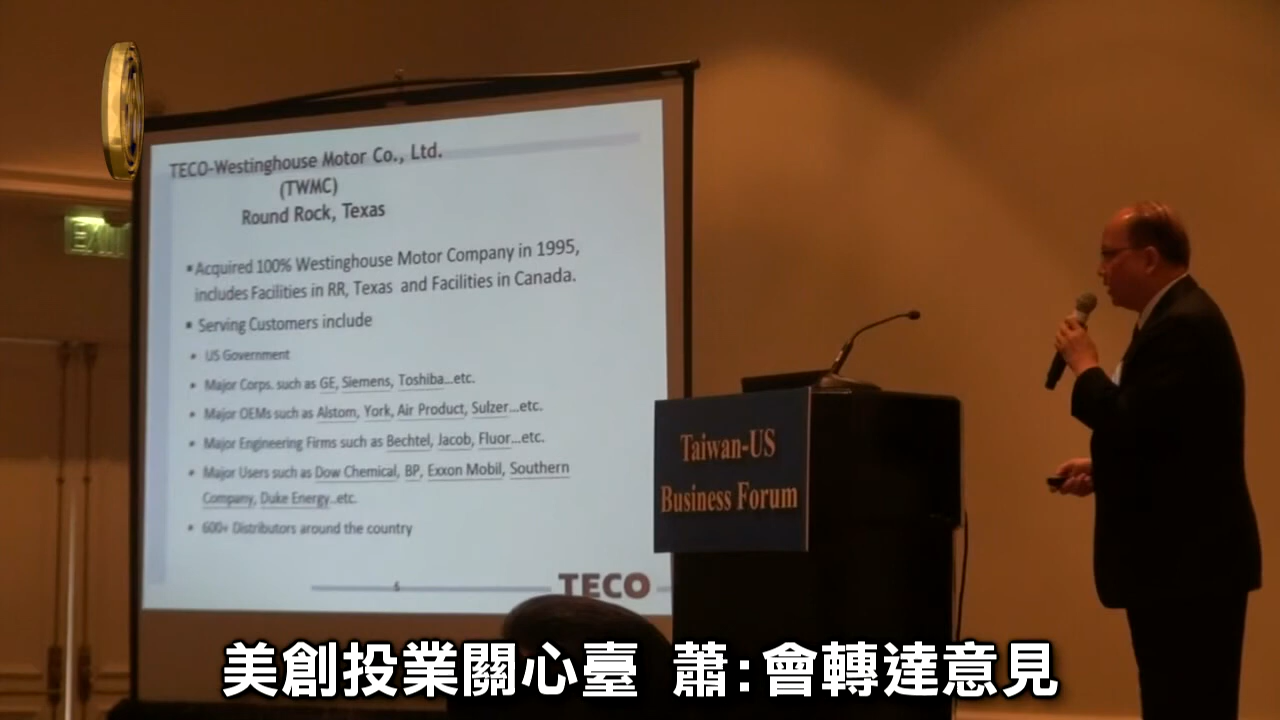 TECO-Westinghouse Motor Co., Ltd.
(TWMC)
Round Rock, Texas
▪Acquired 100% Westinghouse Motor Company in 1995,
includes Facilities in RR, Texas and Facilities in Canada.
▪ Serving Customers include
• US Government
• Major Corps. such as GE, Siemens, Toshiba...etc.
• Major OEMs such as Alstom, York, Air Product, Sulzer...etc.
• Major Engineering Firms such as Bechtel, Jacob, Fluor...etc.
• Major Users such as Dow Chemical, BP, Exxon Mobil, Southern
Company, Duke Energy..etc.
• 600+ Distributors around the country
TECO
EXIT
Taiwan-US
Business Forum
美創投業關心臺 蕭:會轉達意見